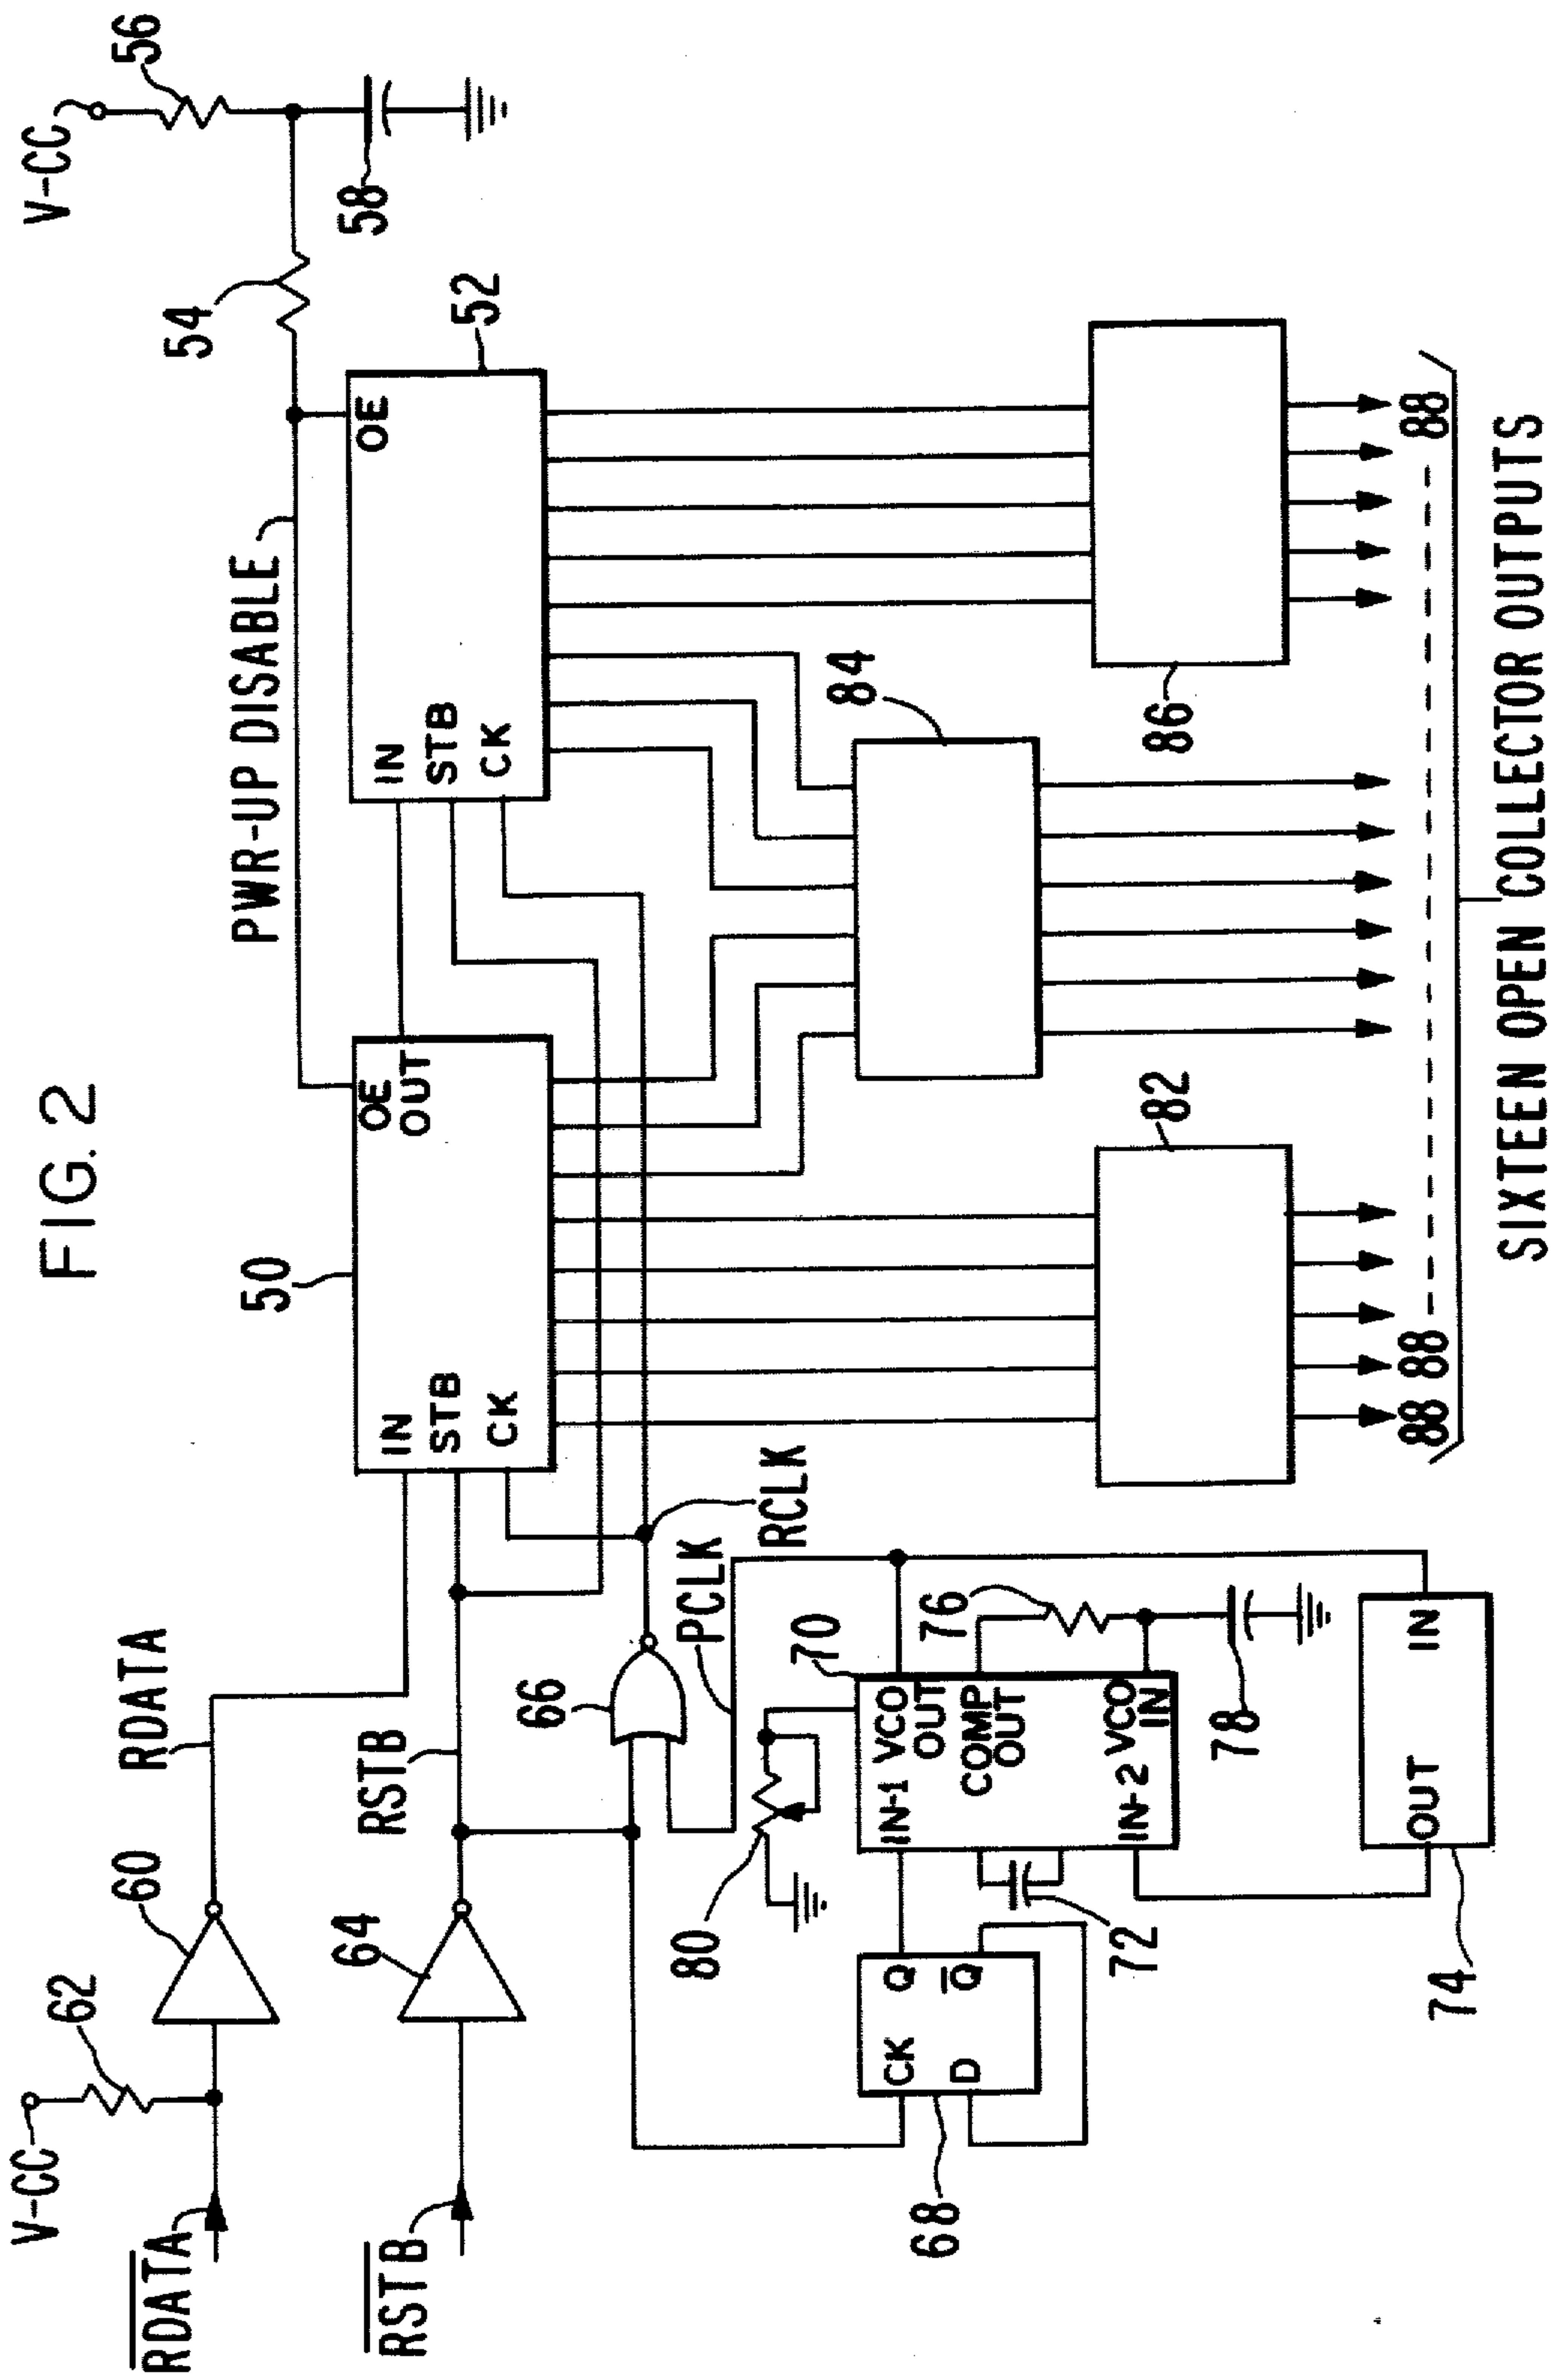 FIG. 2
V-CC
56
58
54
PWR-UP DISABLE
V-CC
62
60
RDATA
RDATA
50
52
IN
STB
CK
OE
OUT
IN
STB
CK
OE
RSTB
64
RSTB
66
RCLK
PCLK
80
68
CK
D
Q
Q
72
70
IN-1
VCO OUT
COMP OUT
IN-2
VCO IN
76
78
74
OUT
IN
82
84
86
88 88
88
SIXTEEN OPEN COLLECTOR OUTPUTS